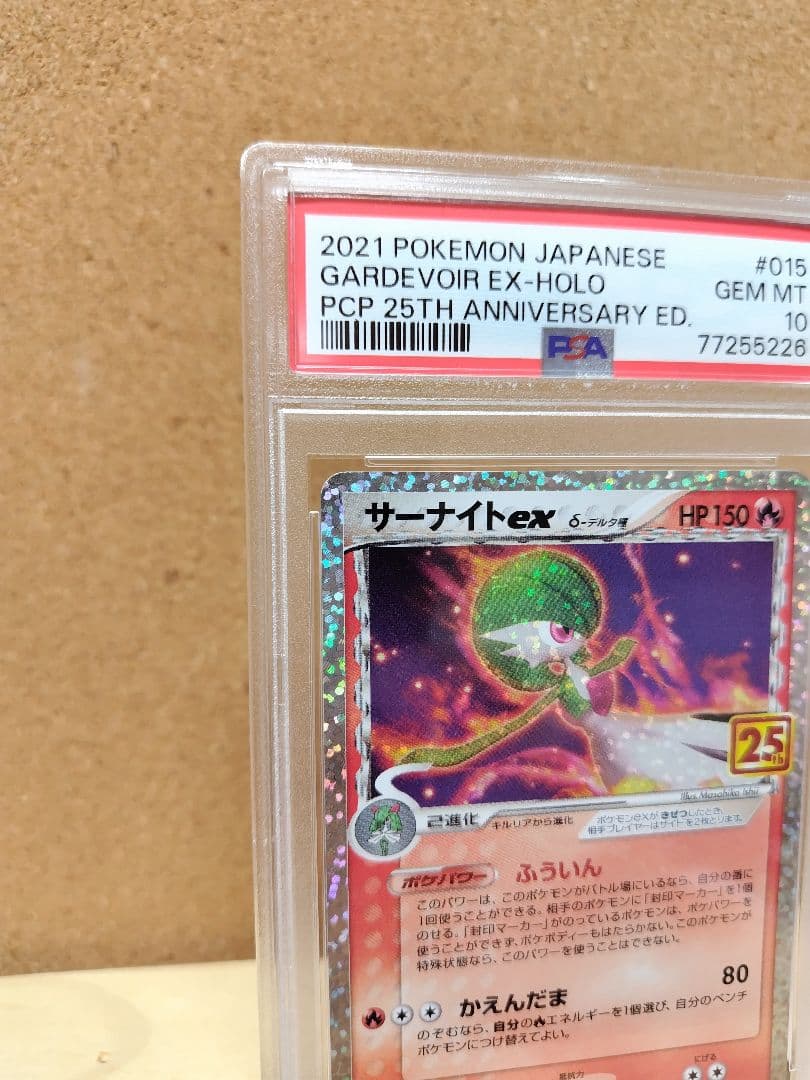 2021 POKEMON JAPANESE #015
GARDEVOIR EX-HOLO GEM MT
PCP 25TH ANNIVERSARY ED. 10
PSA 77255226
サーナイトex δ-デルタ種 HP150
25th
Illus. Masahiko Ishii
2進化 キルリアから進化
ポケモンexがきぜつしたとき、
相手プレイヤーはサイドを2枚とります。
ポケパワー ふういん
このパワーは、このポケモンがバトル場にいるなら、自分の番に
1回使うことができる。相手のポケモンに「封印マーカー」を1個
のせる。「封印マーカー」がのっているポケモンは、ポケパワーを
使うことができず、ポケボディーもはたらかない。このポケモンが
特殊状態なら、このパワーを使うことはできない。
かえんだま 80
のぞむなら、自分のエネルギーを1個選び、自分のベンチ
ポケモンにつけ替えてよい。
抵抗力 にげる